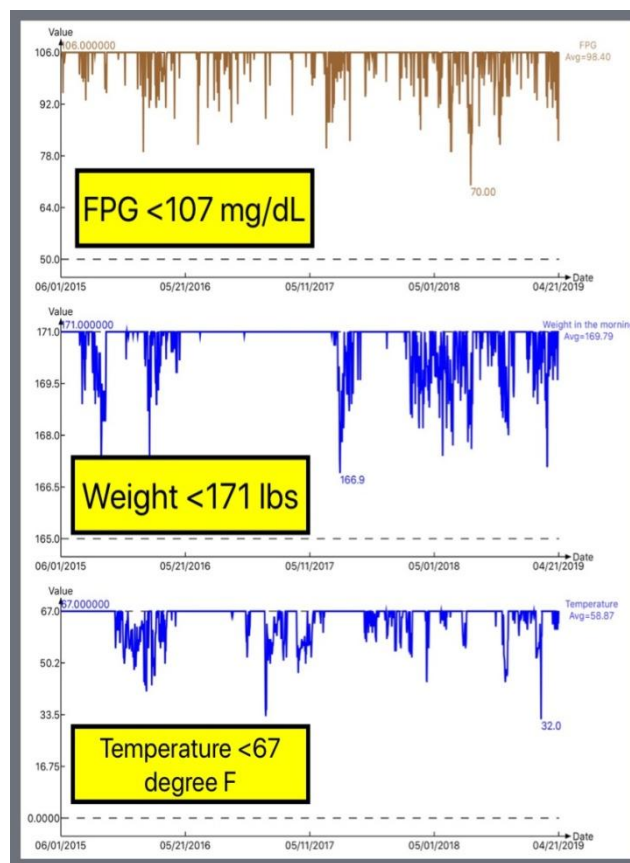 Value
106.0
106.000000
FPG
Avg=98.40
92.0
78.0
70.00
FPG <107 mg/dL
64.0
50.0
Date
06/01/2015 05/21/2016 05/11/2017 05/01/2018 04/21/2019
Value
171.0
171.000000
Weight in the mornin
Avg=169.79
169.5
168.0
166.9
Weight <171 lbs
166.5
165.0
Date
06/01/2015 05/21/2016 05/11/2017 05/01/2018 04/21/2019
Value
67.0
67.000000
Temperature
Avg=58.87
50.2
33.5
32.0
Temperature <67
degree F
16.75
0.0000
Date
06/01/2015 05/21/2016 05/11/2017 05/01/2018 04/21/2019